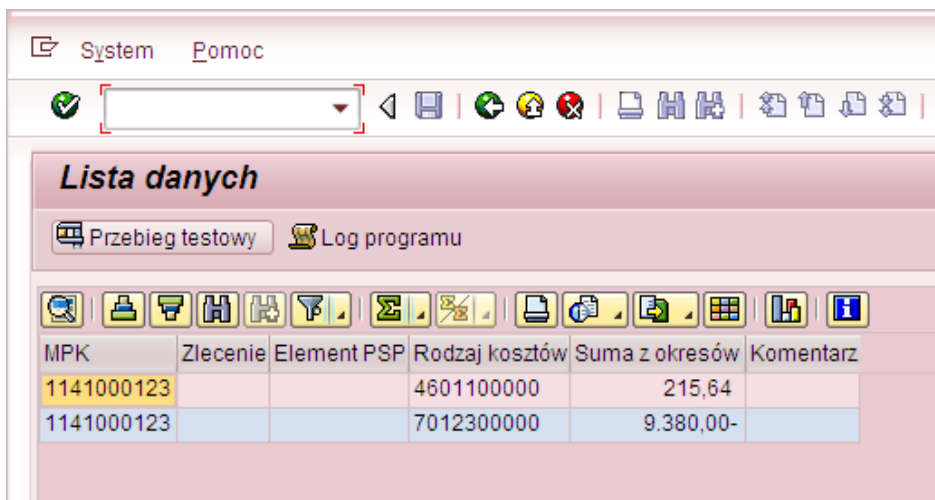 System Pomoc
Lista danych
Przebieg testowy Log programu
MPK Zlecenie Element PSP Rodzaj kosztów Suma z okresów Komentarz
1141000123 4601100000 215,64
1141000123 7012300000 9.380,00-